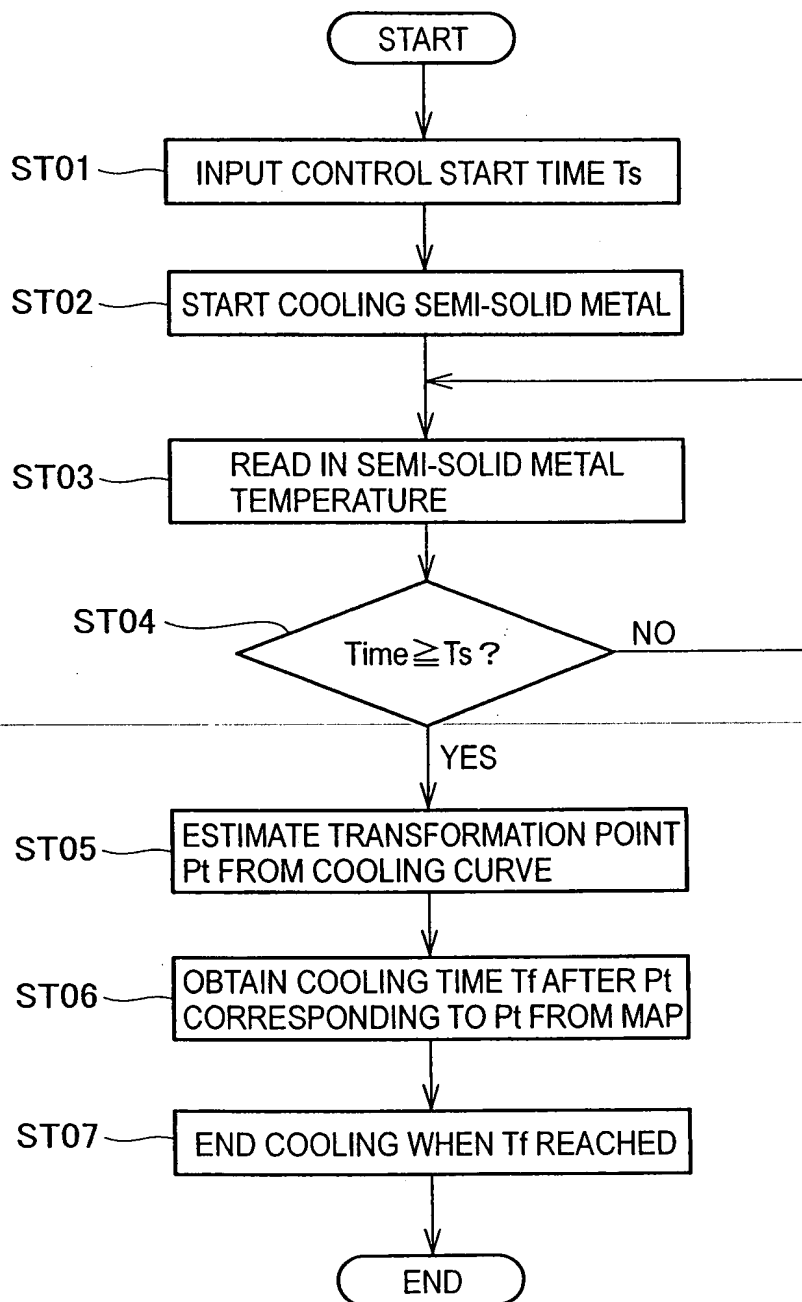 START
ST01
INPUT CONTROL START TIME Ts
ST02
START COOLING SEMI-SOLID METAL
ST03
READ IN SEMI-SOLID METAL
TEMPERATURE
ST04
Time≧Ts ?
NO
YES
ST05
ESTIMATE TRANSFORMATION POINT
Pt FROM COOLING CURVE
ST06
OBTAIN COOLING TIME Tf AFTER Pt
CORRESPONDING TO Pt FROM MAP
ST07
END COOLING WHEN Tf REACHED
END